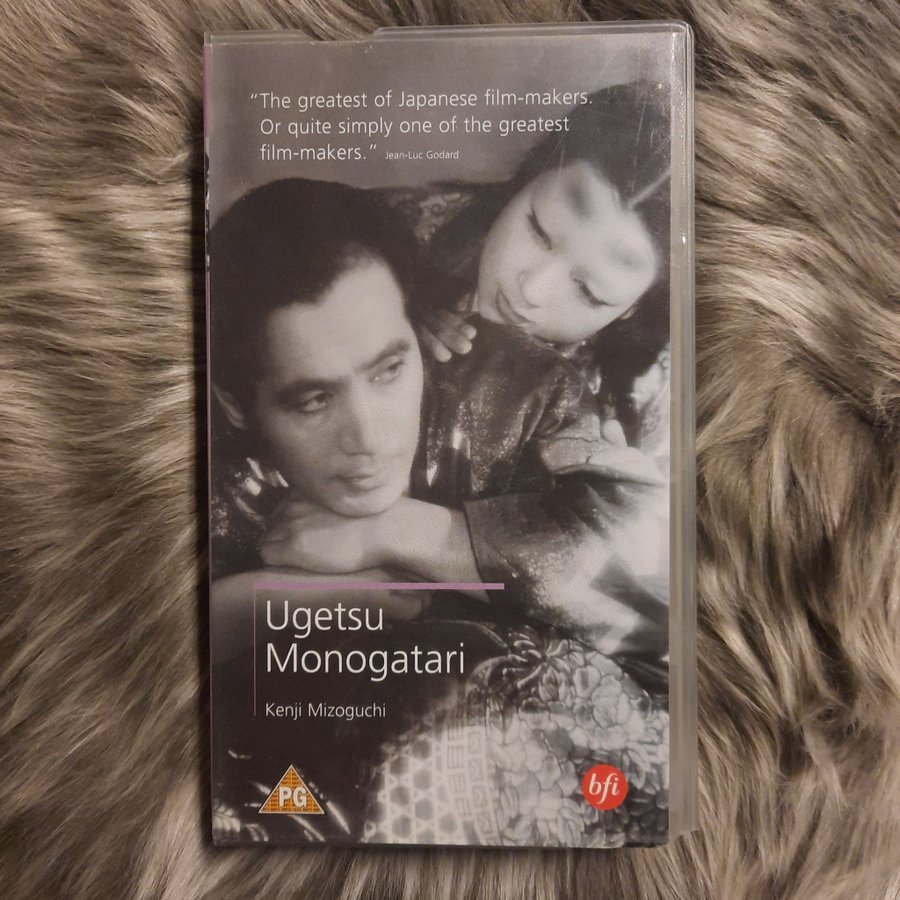 “The greatest of Japanese film-makers.
Or quite simply one of the greatest
film-makers.” Jean-Luc Godard
Ugetsu
Monogatari
Kenji Mizoguchi
PG
bfi